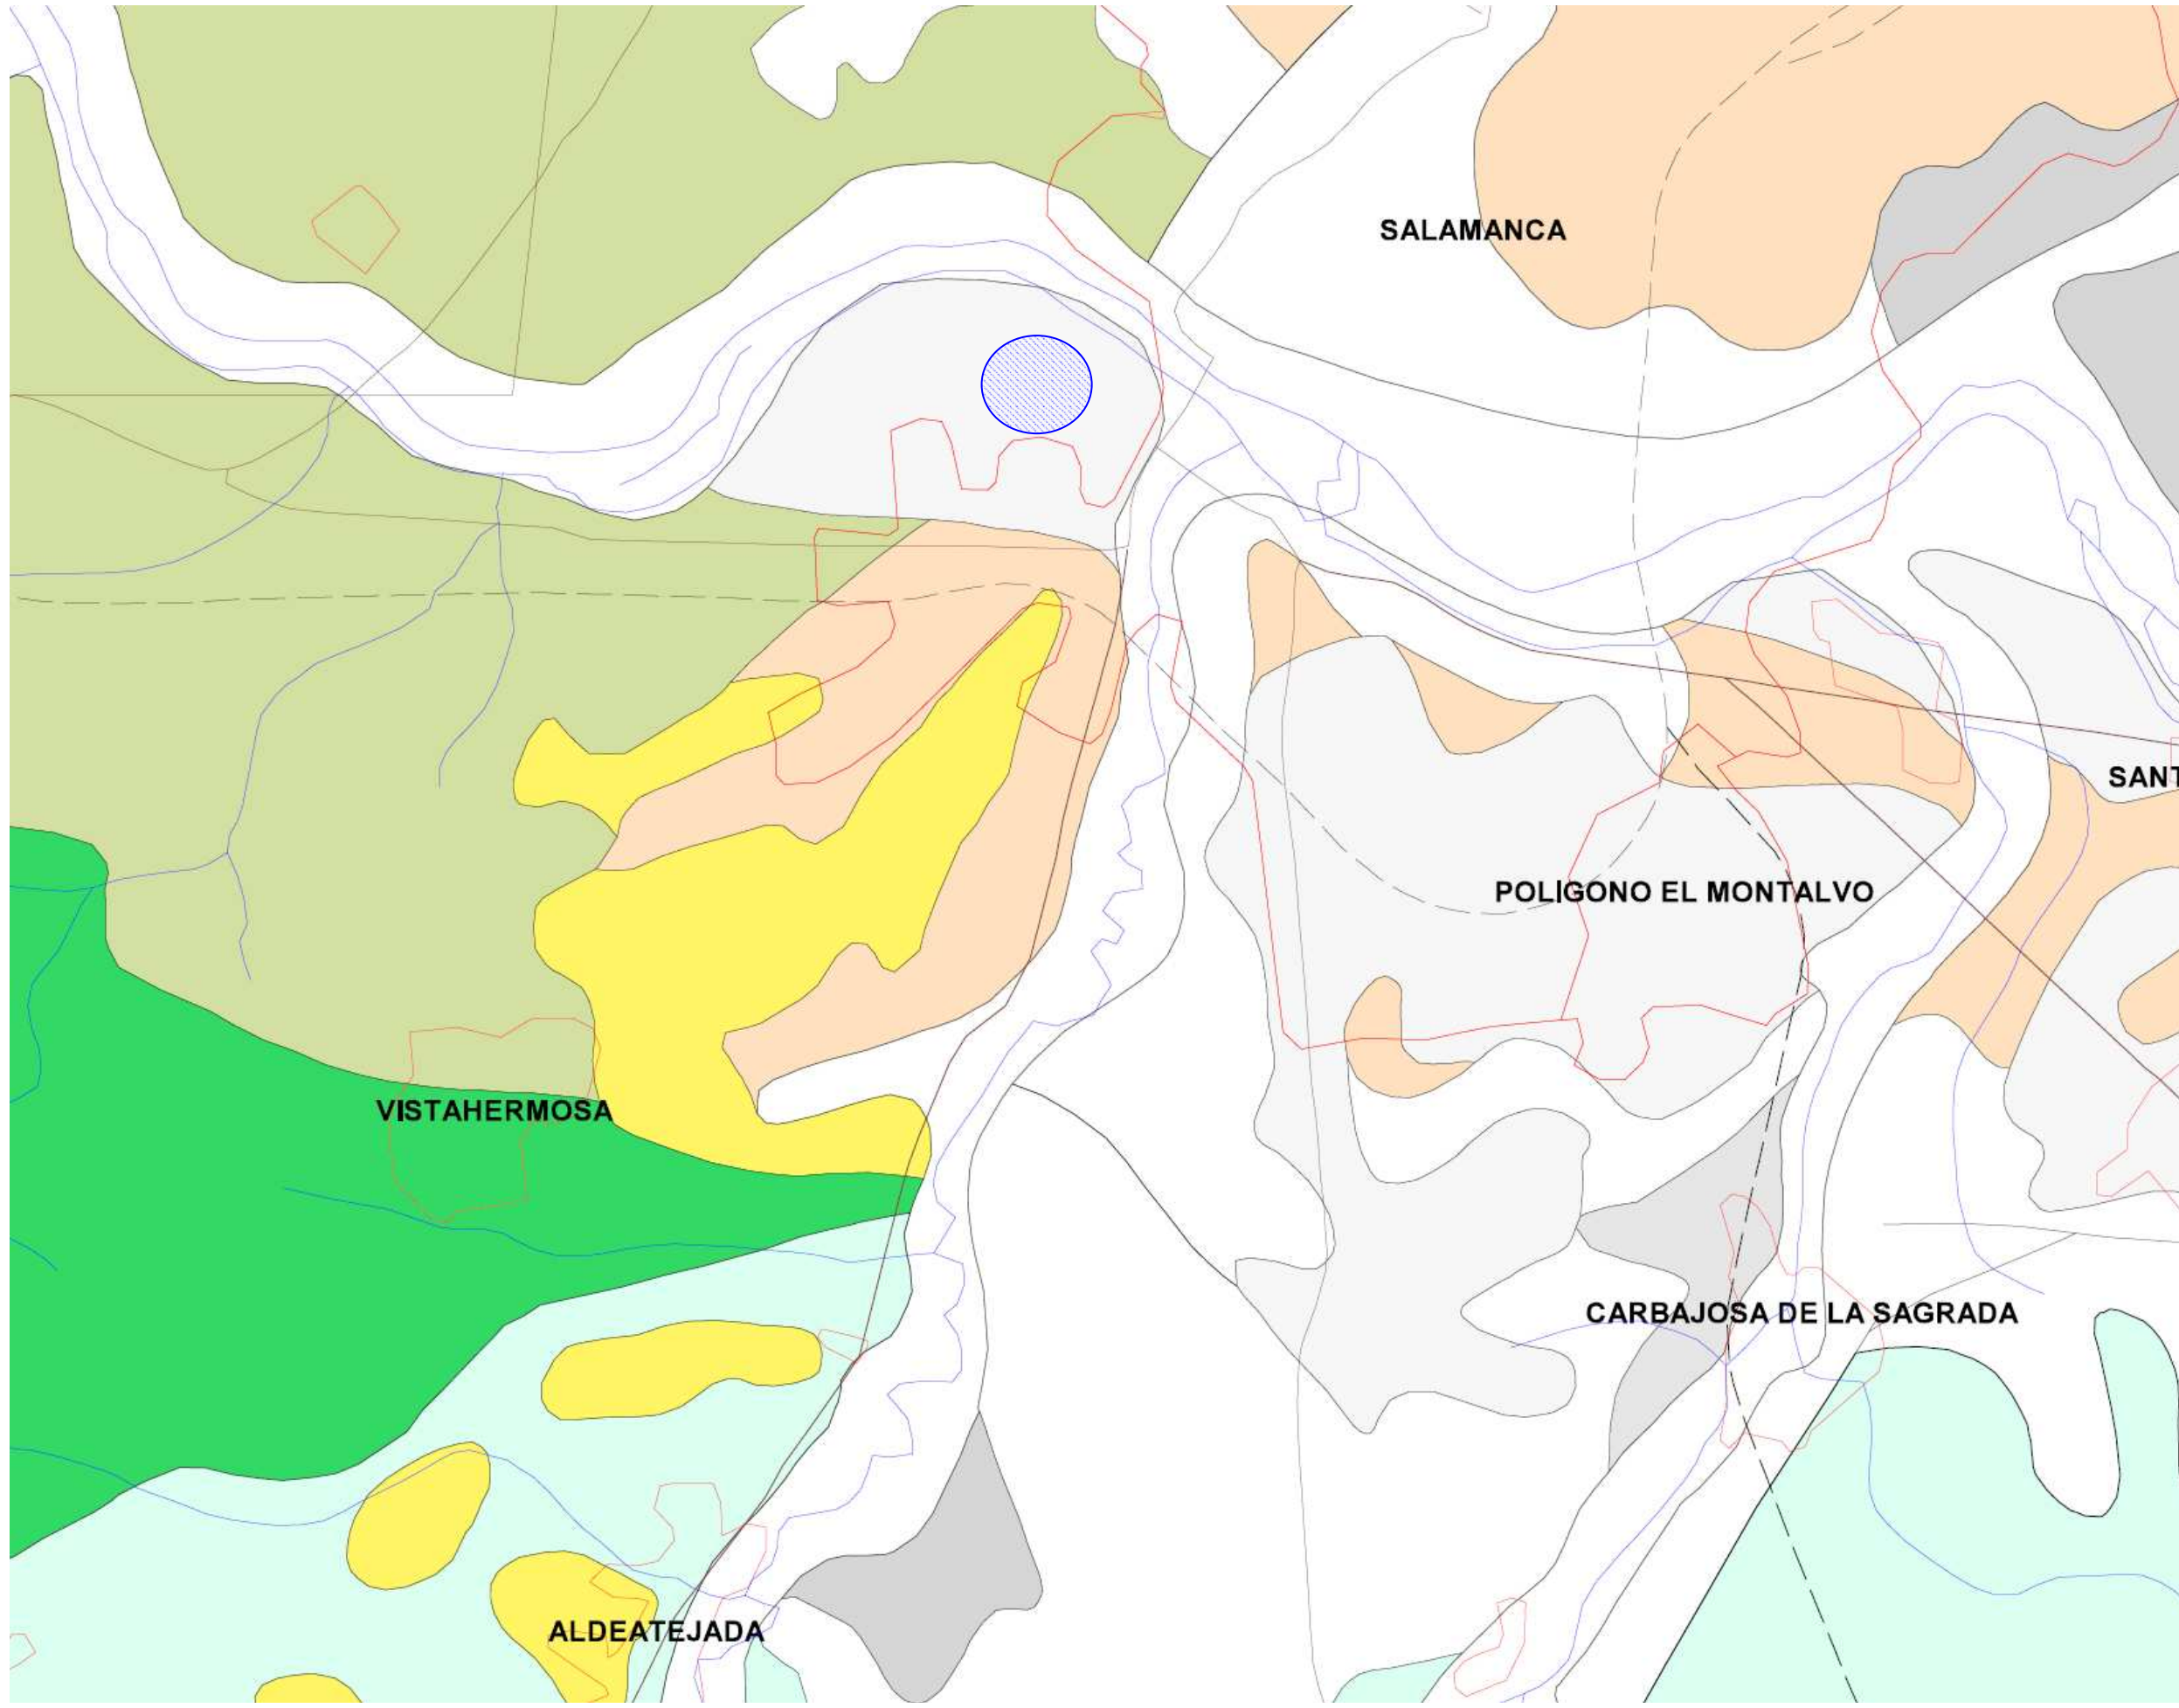 SALAMANCA
SANT
POLIGONO EL MONTALVO
VISTAHERMOSA
CARBAJOSA DE LA SAGRADA
ALDEATEJADA